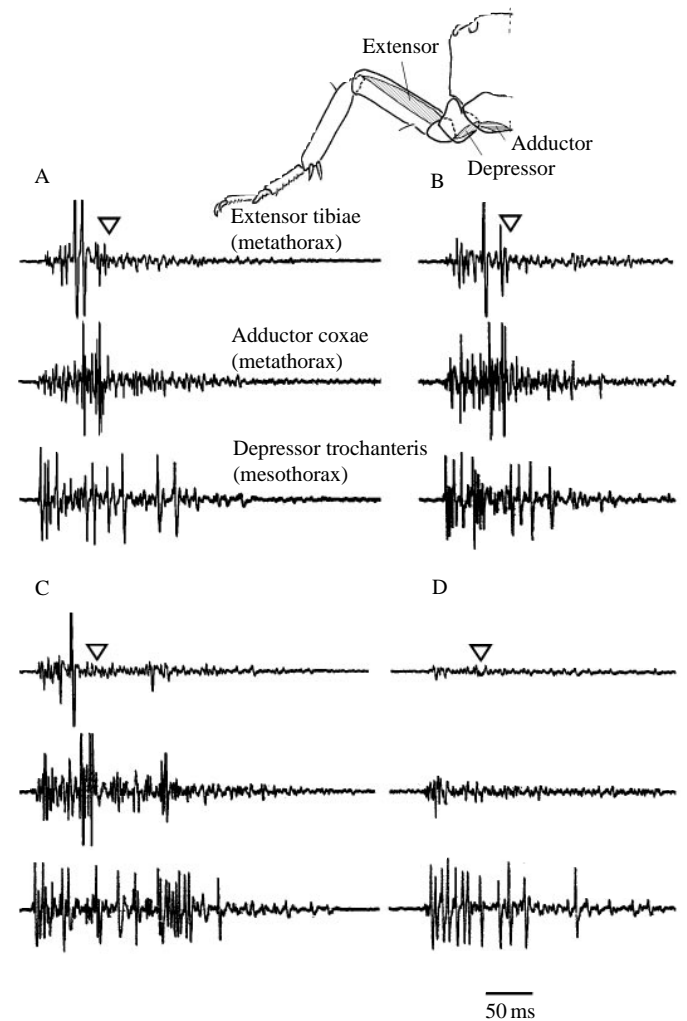 Extensor
Adductor
Depressor
A
B
Extensor tibiae
(metathorax)
Adductor coxae
(metathorax)
Depressor trochanteris
(mesothorax)
C
D
50 ms